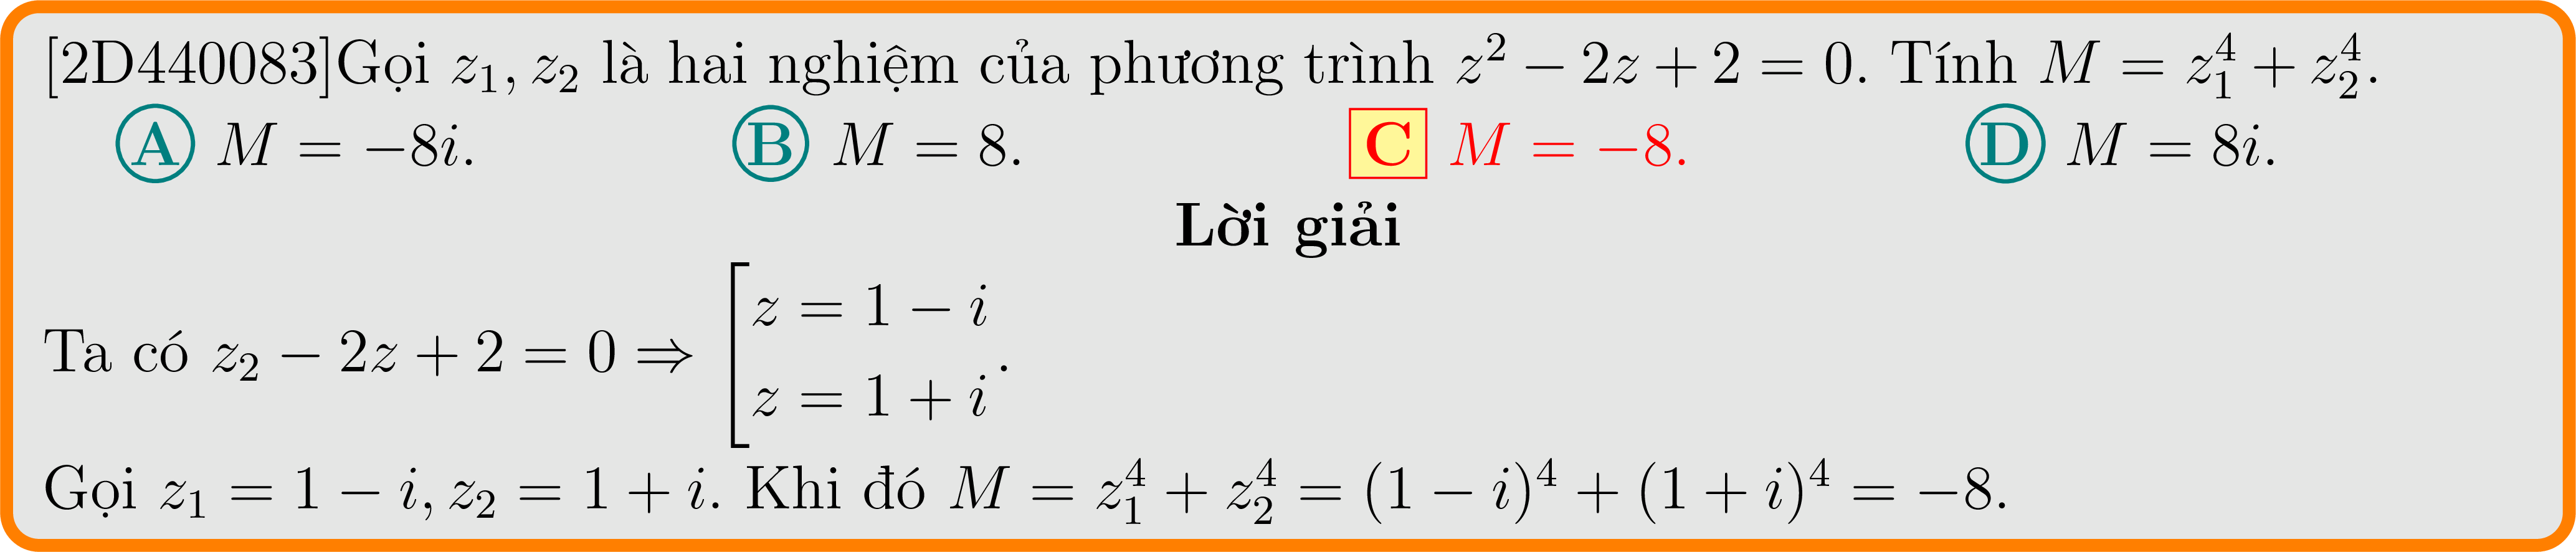 [2D440083]Gọi $z_1, z_2$ là hai nghiệm của phương trình $z^2 - 2z + 2 = 0$. Tính $M = z_1^4 + z_2^4$.
A $M = -8i$. B $M = 8$. C $M = -8$. D $M = 8i$.
Lời giải
Ta có $z_2 - 2z + 2 = 0 \Rightarrow \left[\begin{array}{l} z = 1 - i \\ z = 1 + i \end{array}\right.$.
Gọi $z_1 = 1 - i, z_2 = 1 + i$. Khi đó $M = z_1^4 + z_2^4 = (1 - i)^4 + (1 + i)^4 = -8$.